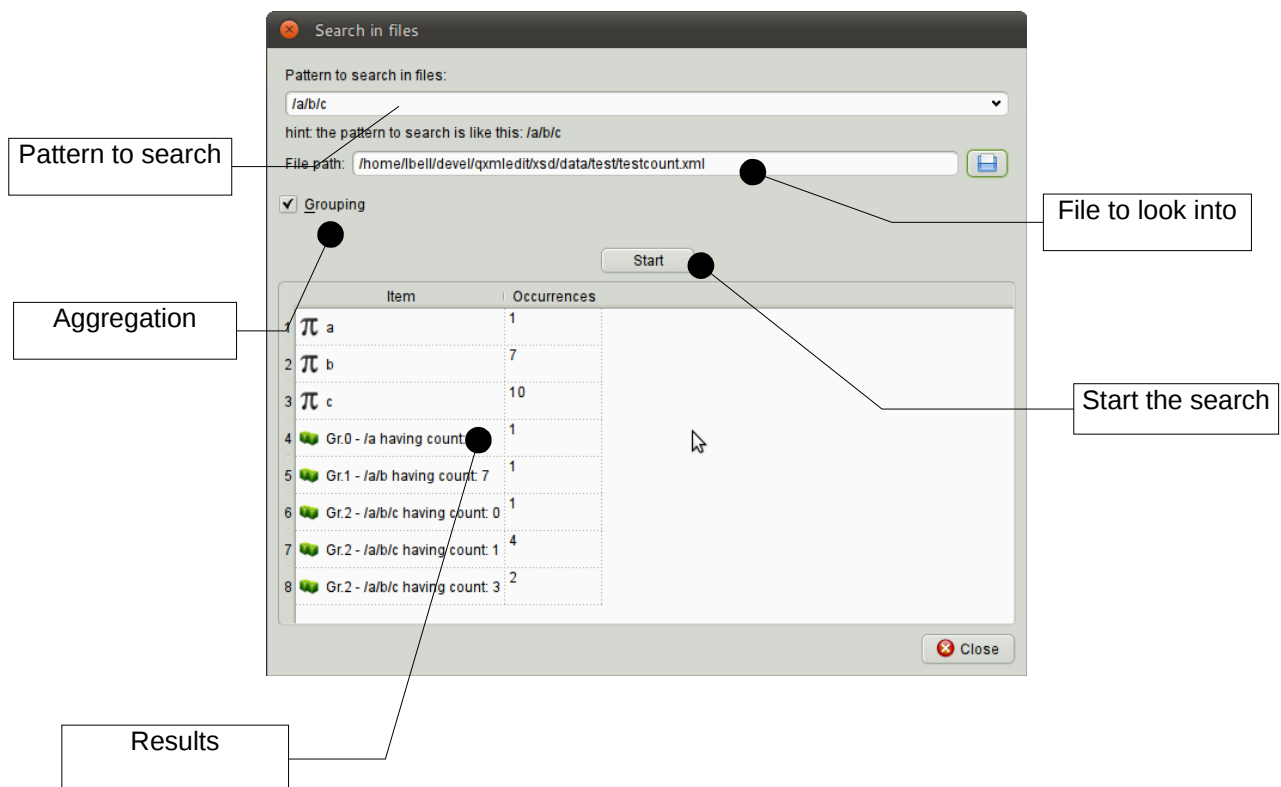 Search in files
Pattern to search in files:
/a/b/c
hint: the pattern to search is like this: /a/b/c
Pattern to search
File path: /home/lbell/devel/qxmledit/xsd/data/test/testcount.xml
Grouping
File to look into
Start
Item Occurrences
Aggregation
1 π a 1
2 π b 7
3 π c 10
Start the search
4 Gr.0 - /a having count: 1
5 Gr.1 - /a/b having count: 7 1
6 Gr.2 - /a/b/c having count: 0 1
7 Gr.2 - /a/b/c having count: 1 4
8 Gr.2 - /a/b/c having count: 3 2
Close
Results